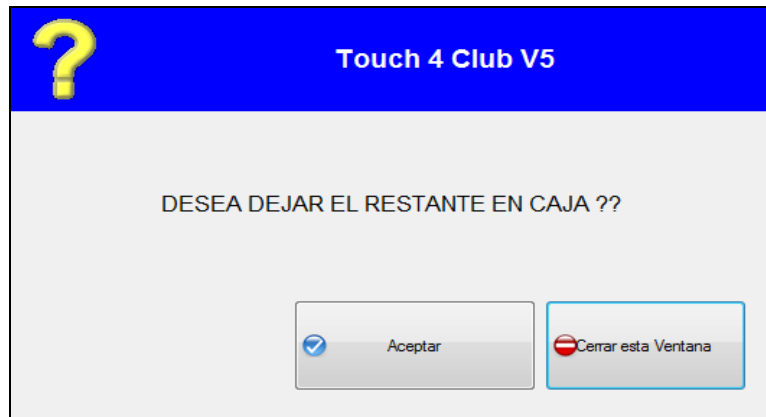 Touch 4 Club V5
DESEA DEJAR EL RESTANTE EN CAJA ??
Aceptar
Cerrar esta Ventana